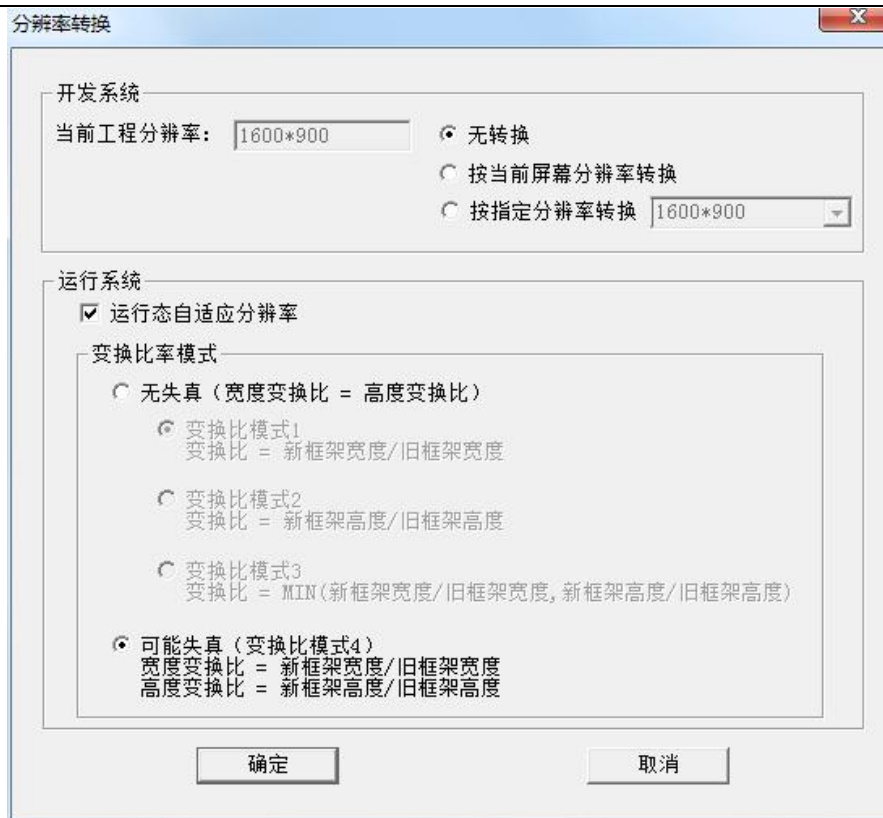 分辨率转换
开发系统
当前工程分辨率： 1600*900
无转换
按当前屏幕分辨率转换
按指定分辨率转换 1600*900
运行系统
运行态自适应分辨率
变换比率模式
无失真（宽度变换比 = 高度变换比）
变换比模式1
变换比 = 新框架宽度/旧框架宽度
变换比模式2
变换比 = 新框架高度/旧框架高度
变换比模式3
变换比 = MIN(新框架宽度/旧框架宽度,新框架高度/旧框架高度)
可能失真（变换比模式4）
宽度变换比 = 新框架宽度/旧框架宽度
高度变换比 = 新框架高度/旧框架高度
确定 取消